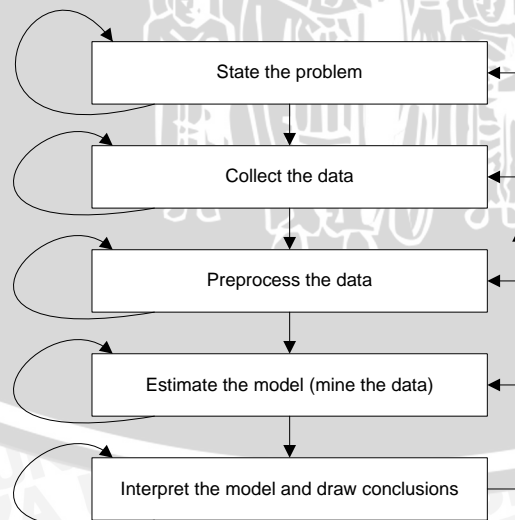 State the problem
Collect the data
Preprocess the data
Estimate the model (mine the data)
Interpret the model and draw conclusions